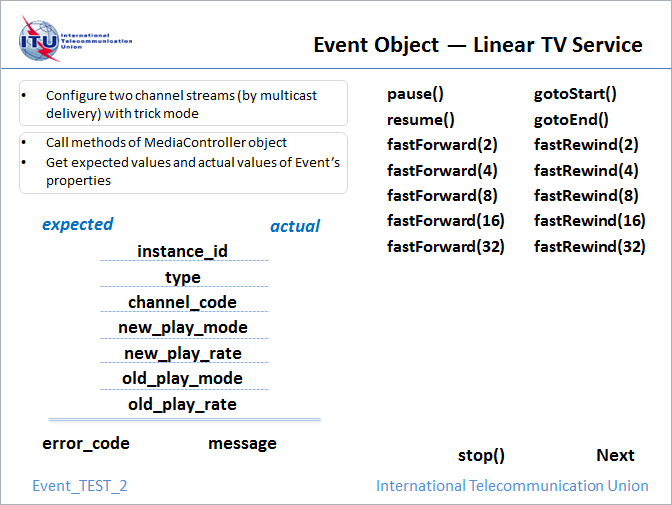 ITU
International
Telecommunication
Union
Event Object — Linear TV Service
• Configure two channel streams (by multicast
delivery) with trick mode
• Call methods of MediaController object
• Get expected values and actual values of Event’s
properties
expected actual
instance_id
type
channel_code
new_play_mode
new_play_rate
old_play_mode
old_play_rate
error_code message
pause() gotoStart()
resume() gotoEnd()
fastForward(2) fastRewind(2)
fastForward(4) fastRewind(4)
fastForward(8) fastRewind(8)
fastForward(16) fastRewind(16)
fastForward(32) fastRewind(32)
stop() Next
Event_TEST_2 International Telecommunication Union